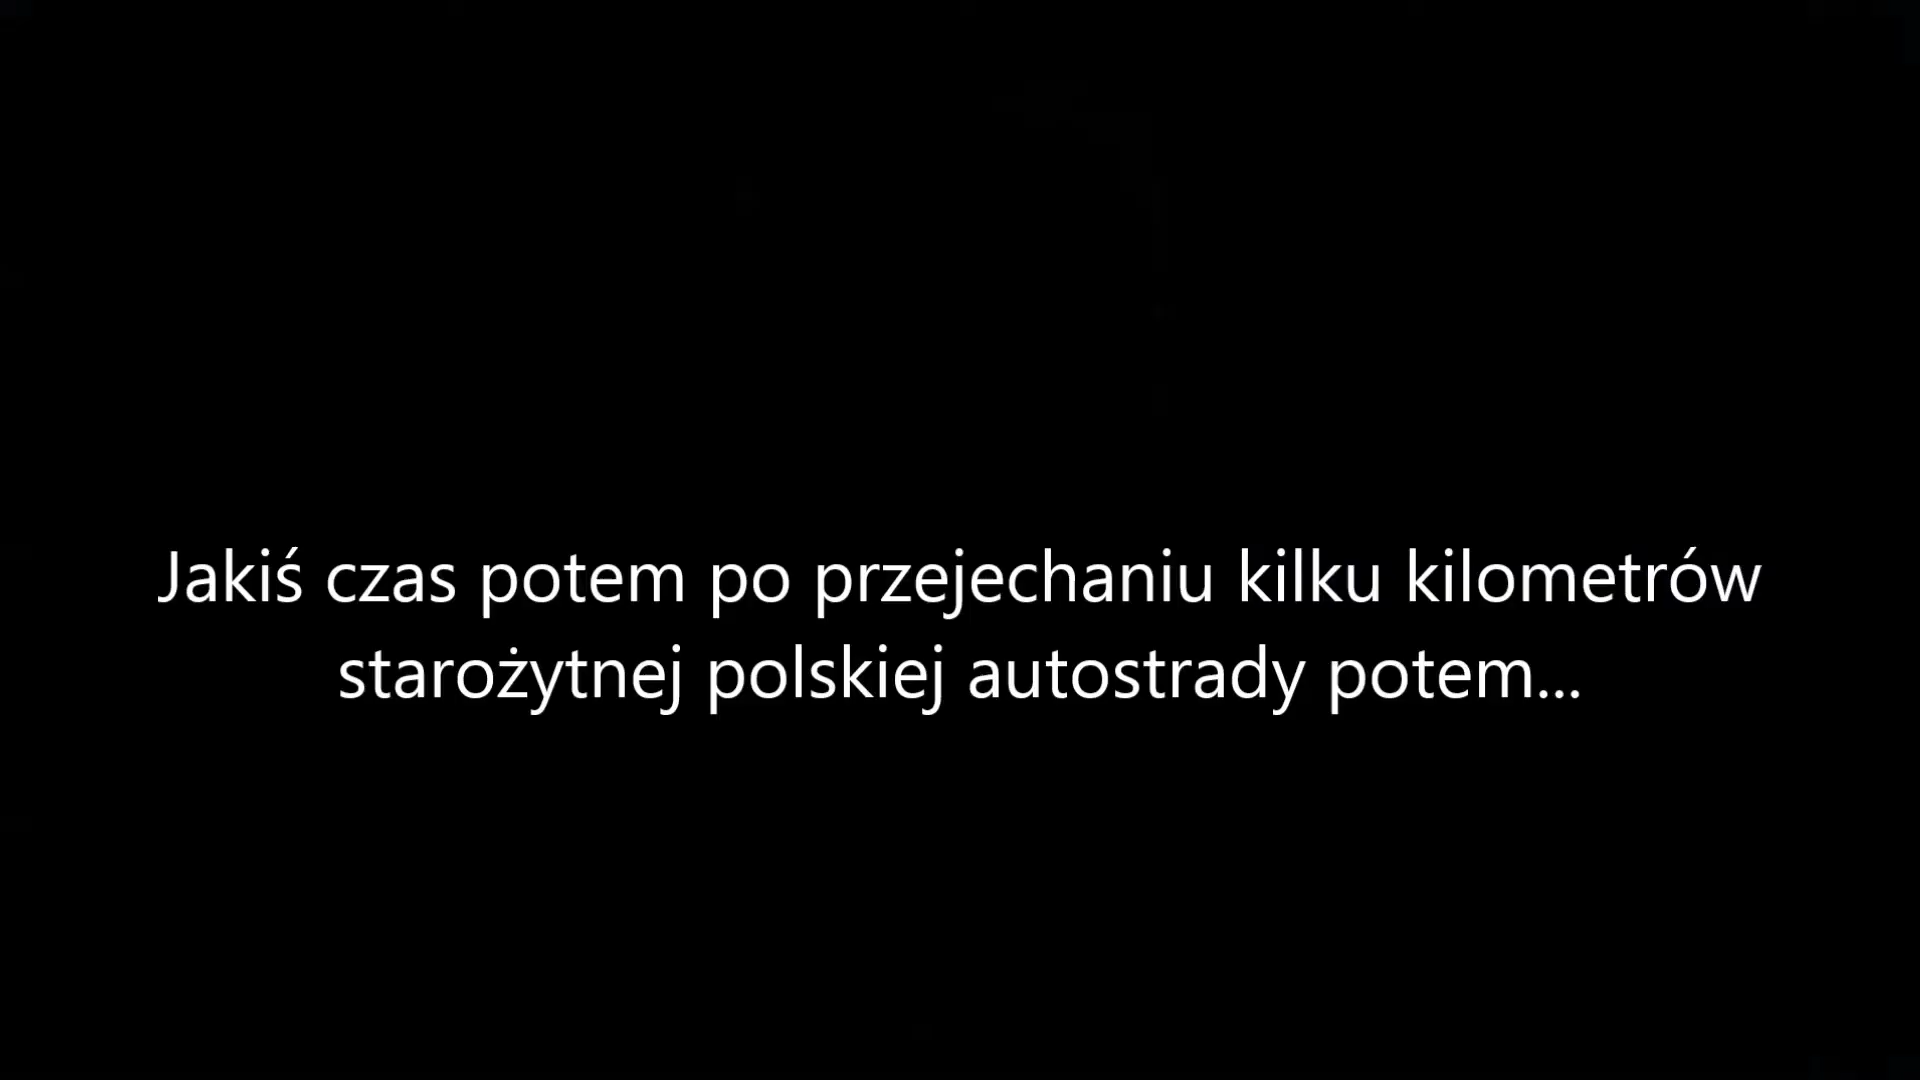 Jakiś czas potem po przejechaniu kilku kilometrów
starożytnej polskiej autostrady potem...